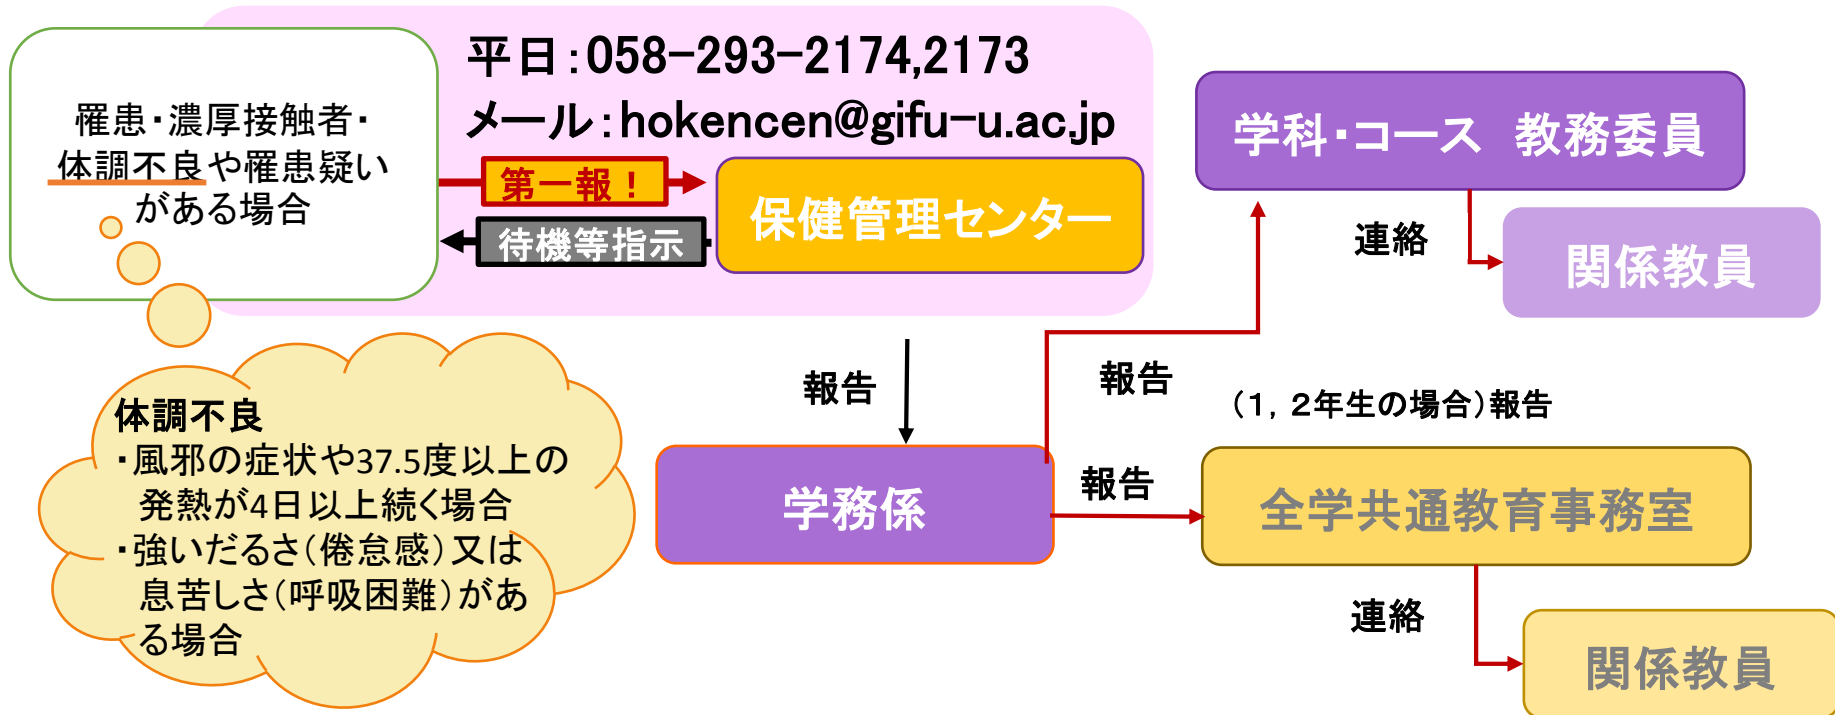 平日：058-293-2174,2173
メール：hokencen@gifu-u.ac.jp
罹患・濃厚接触者・
体調不良や罹患疑い
がある場合
第一報！
待機等指示
保健管理センター
学科・コース　教務委員
連絡
関係教員
報告
報告
（1，2年生の場合）報告
体調不良
・風邪の症状や37.5度以上の
発熱が4日以上続く場合
・強いだるさ（倦怠感）又は
息苦しさ（呼吸困難）があ
る場合
学務係
報告
全学共通教育事務室
連絡
関係教員